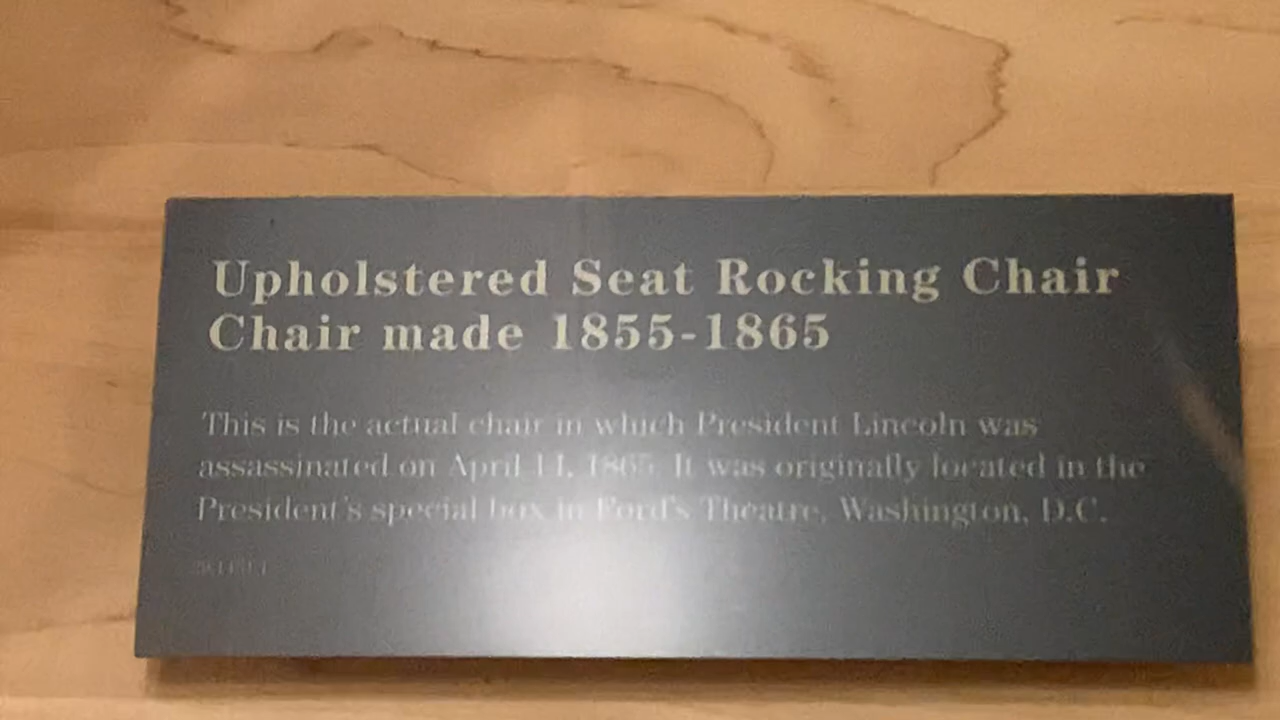 Upholstered Seat Rocking Chair
Chair made 1855-1865
This is the actual chair in which President Lincoln was
assassinated on April 14, 1865. It was originally located in the
President's special box in Ford's Theatre, Washington, D.C.